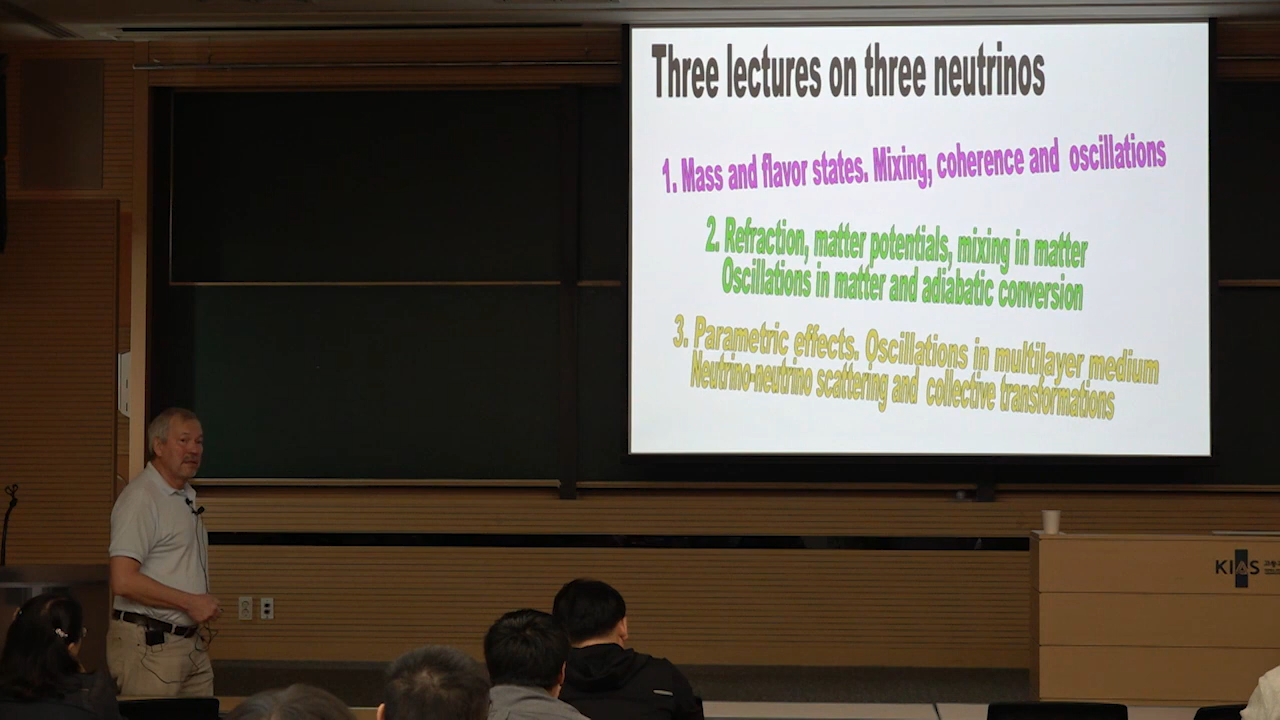 Three lectures on three neutrinos
1. Mass and flavor states. Mixing, coherence and oscillations
2. Refraction, matter potentials, mixing in matter
Oscillations in matter and adiabatic conversion
3. Parametric effects. Oscillations in multilayer medium
Neutrino-neutrino scattering and collective transformations
KIAS